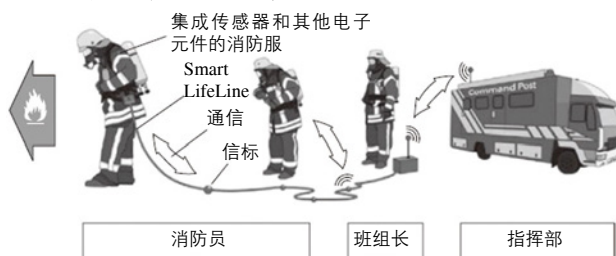 集成传感器和其他电子
元件的消防服
Smart
LifeLine
通信
信标
Command Post
消防员
班组长
指挥部